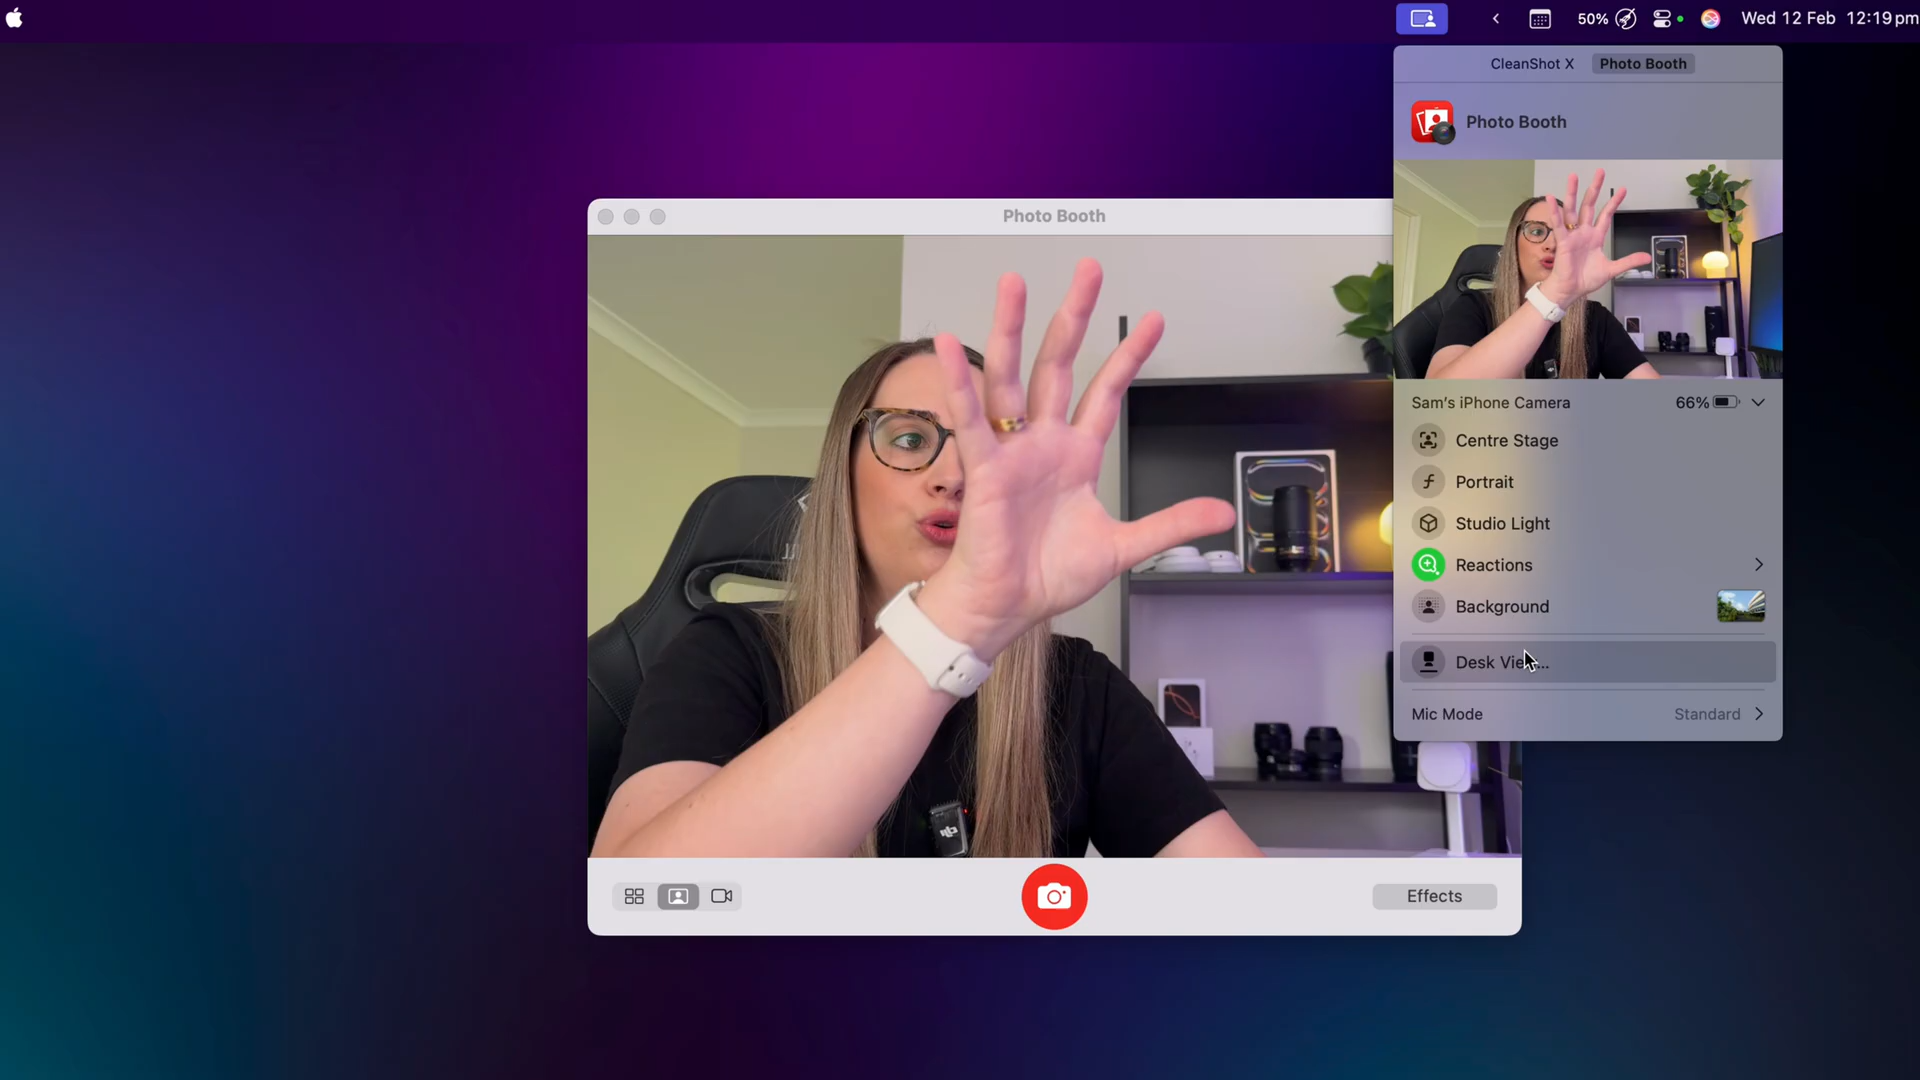 50%
Wed 12 Feb 12:19 pm
CleanShot X
Photo Booth
Photo Booth
Photo Booth
Sam's iPhone Camera
66%
Centre Stage
Portrait
Studio Light
Reactions
Background
Desk
Mic Mode
Standard
Effects